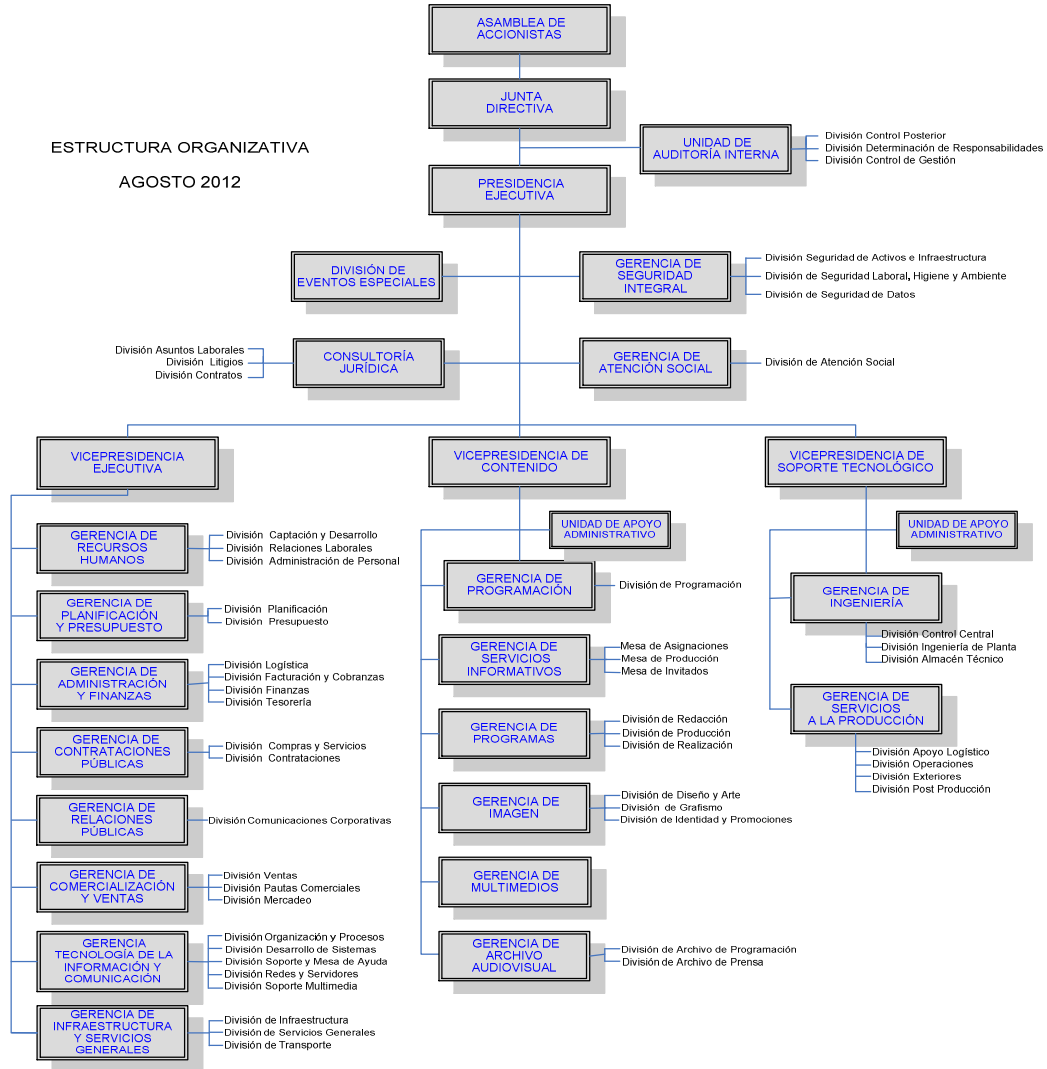 ASAMBLEA DE
ACCIONISTAS
JUNTA
DIRECTIVA
ESTRUCTURA ORGANIZATIVA
AGOSTO 2012
UNIDAD DE
AUDITORÍA INTERNA
División Control Posterior
División Determinación de Responsabilidades
División Control de Gestión
PRESIDENCIA
EJECUTIVA
DIVISIÓN DE
EVENTOS ESPECIALES
GERENCIA DE
SEGURIDAD
INTEGRAL
División Seguridad de Activos e Infraestructura
División de Seguridad Laboral, Higiene y Ambiente
División de Seguridad de Datos
División Asuntos Laborales
División Litigios
División Contratos
CONSULTORÍA
JURÍDICA
GERENCIA DE
ATENCIÓN SOCIAL
División de Atención Social
VICEPRESIDENCIA
EJECUTIVA
VICEPRESIDENCIA DE
CONTENIDO
VICEPRESIDENCIA DE
SOPORTE TECNOLÓGICO
GERENCIA DE
RECURSOS
HUMANOS
División Captación y Desarrollo
División Relaciones Laborales
División Administración de Personal
GERENCIA DE
PLANIFICACIÓN
Y PRESUPUESTO
División Planificación
División Presupuesto
GERENCIA DE
ADMINISTRACIÓN
Y FINANZAS
División Logística
División Facturación y Cobranzas
División Finanzas
División Tesorería
GERENCIA DE
CONTRATACIONES
PÚBLICAS
División Compras y Servicios
División Contrataciones
GERENCIA DE
RELACIONES
PÚBLICAS
División Comunicaciones Corporativas
GERENCIA DE
COMERCIALIZACIÓN
Y VENTAS
División Ventas
División Pautas Comerciales
División Mercadeo
GERENCIA
TECNOLOGÍA DE LA
INFORMACIÓN Y
COMUNICACIÓN
División Organización y Procesos
División Desarrollo de Sistemas
División Soporte y Mesa de Ayuda
División Redes y Servidores
División Soporte Multimedia
GERENCIA DE
INFRAESTRUCTURA
Y SERVICIOS
GENERALES
División de Infraestructura
División de Servicios Generales
División de Transporte
UNIDAD DE APOYO
ADMINISTRATIVO
GERENCIA DE
PROGRAMACIÓN
División de Programación
GERENCIA DE
SERVICIOS
INFORMATIVOS
Mesa de Asignaciones
Mesa de Producción
Mesa de Invitados
GERENCIA DE
PROGRAMAS
División de Redacción
División de Producción
División de Realización
GERENCIA DE
IMAGEN
División de Diseño y Arte
División de Grafismo
División de Identidad y Promociones
GERENCIA DE
MULTIMEDIOS
GERENCIA DE
ARCHIVO
AUDIOVISUAL
División de Archivo de Programación
División de Archivo de Prensa
UNIDAD DE APOYO
ADMINISTRATIVO
GERENCIA DE
INGENIERÍA
División Control Central
División Ingeniería de Planta
División Almacén Técnico
GERENCIA DE
SERVICIOS
A LA PRODUCCIÓN
División Apoyo Logístico
División Operaciones
División Exteriores
División Post Producción